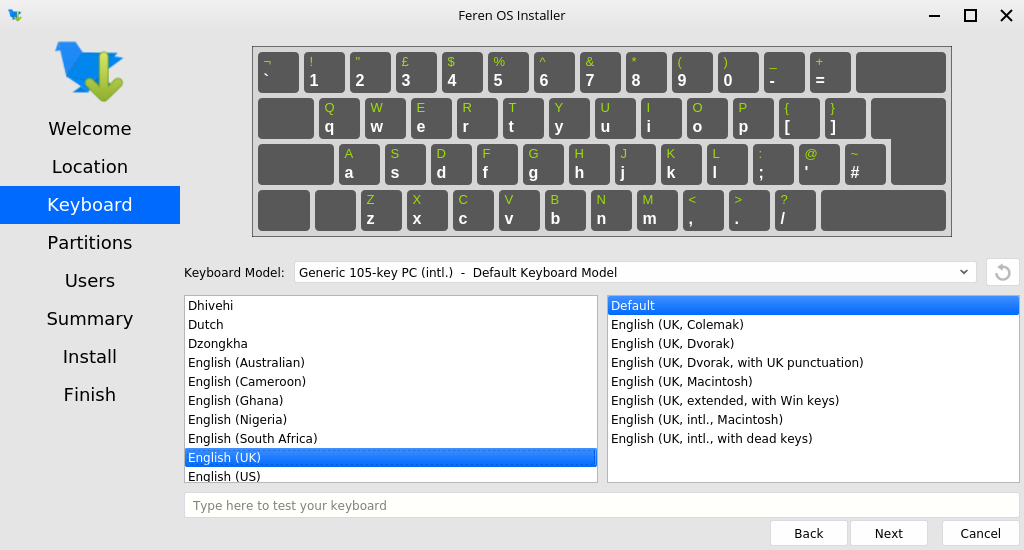 Feren OS Installer
Welcome
Location
Keyboard
Partitions
Users
Summary
Install
Finish
¬ ! " £ $ % ^ & * ( ) _ +
` 1 2 3 4 5 6 7 8 9 0 - =
Q W E R T Y U I O P { }
q w e r t y u i o p [ ]
A S D F G H J K L : @ ~
a s d f g h j k l ; ' #
Z X C V B N M < > ?
z x c v b n m , . /
Keyboard Model: Generic 105-key PC (intl.) - Default Keyboard Model
Dhivehi
Dutch
Dzongkha
English (Australian)
English (Cameroon)
English (Ghana)
English (Nigeria)
English (South Africa)
English (UK)
English (US)
Default
English (UK, Colemak)
English (UK, Dvorak)
English (UK, Dvorak, with UK punctuation)
English (UK, Macintosh)
English (UK, extended, with Win keys)
English (UK, intl., Macintosh)
English (UK, intl., with dead keys)
Type here to test your keyboard
Back Next Cancel